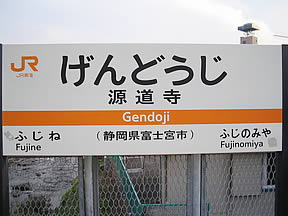 JR
JR東海
げんどうじ
源道寺
Gendoji
ふじね
Fujine
(静岡県富士宮市)
ふじのみや
Fujinomiya